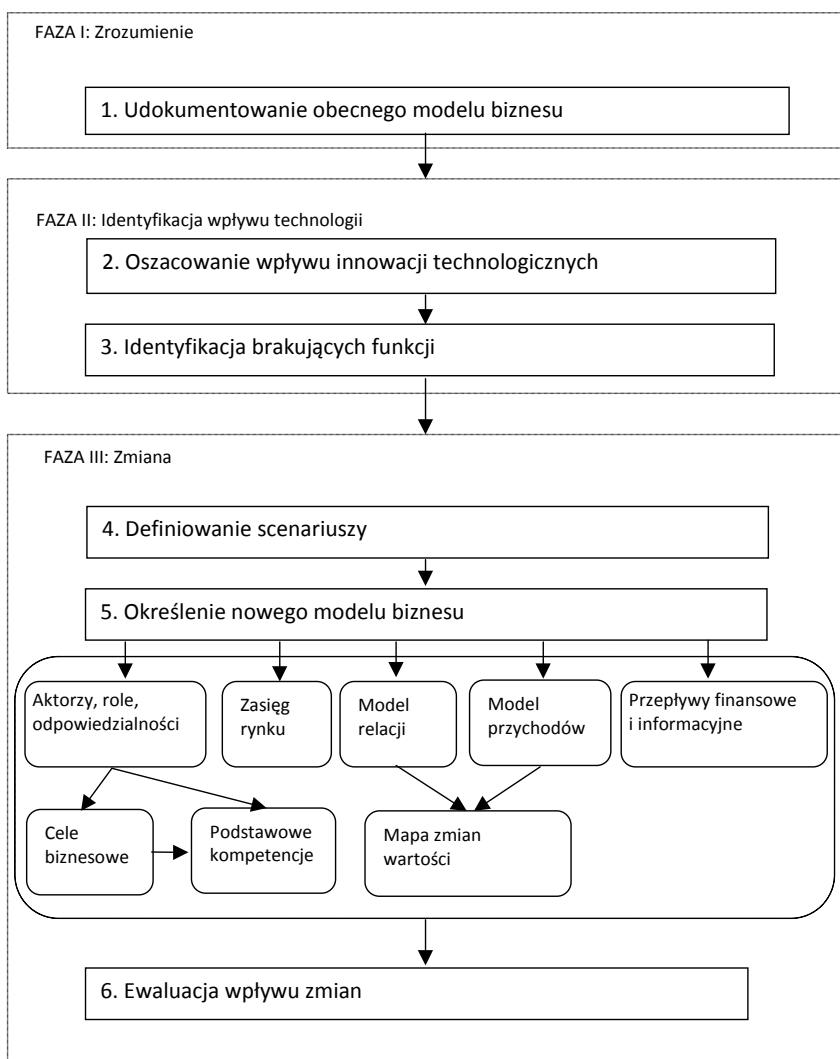 FAZA I: Zrozumienie
1. Udokumentowanie obecnego modelu biznesu
FAZA II: Identyfikacja wpływu technologii
2. Oszacowanie wpływu innowacji technologicznych
3. Identyfikacja brakujących funkcji
FAZA III: Zmiana
4. Definiowanie scenariuszy
5. Określenie nowego modelu biznesu
Aktorzy, role,
odpowiedzialności
Zasięg
rynku
Model
relacji
Model
przychodów
Przepływy finansowe
i informacyjne
Cele
biznesowe
Podstawowe
kompetencje
Mapa zmian
wartości
6. Ewaluacja wpływu zmian